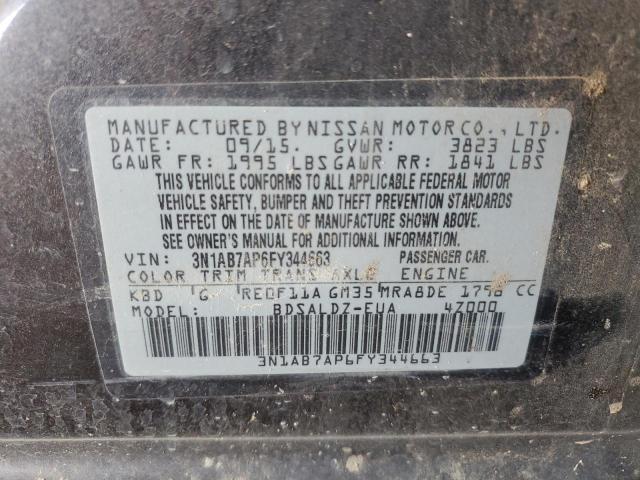 MANUFACTURED BY NISSAN MOTOR CO., LTD.
DATE: 09/15. GVWR: 3823 LBS
GAWR FR: 1995 LBS GAWR RR: 1841 LBS
THIS VEHICLE CONFORMS TO ALL APPLICABLE FEDERAL MOTOR
VEHICLE SAFETY, BUMPER AND THEFT PREVENTION STANDARDS
IN EFFECT ON THE DATE OF MANUFACTURE SHOWN ABOVE.
SEE OWNER'S MANUAL FOR ADDITIONAL INFORMATION.
VIN: 3N1AB7AP6FY344663 PASSENGER CAR.
COLOR TRIM TRANS AXLE ENGINE
KBD G RE0F11A GM35 MRA8DE 1798 CC
MODEL: BDSALDZ-EUA 4Z000
3N1AB7AP6FY344663